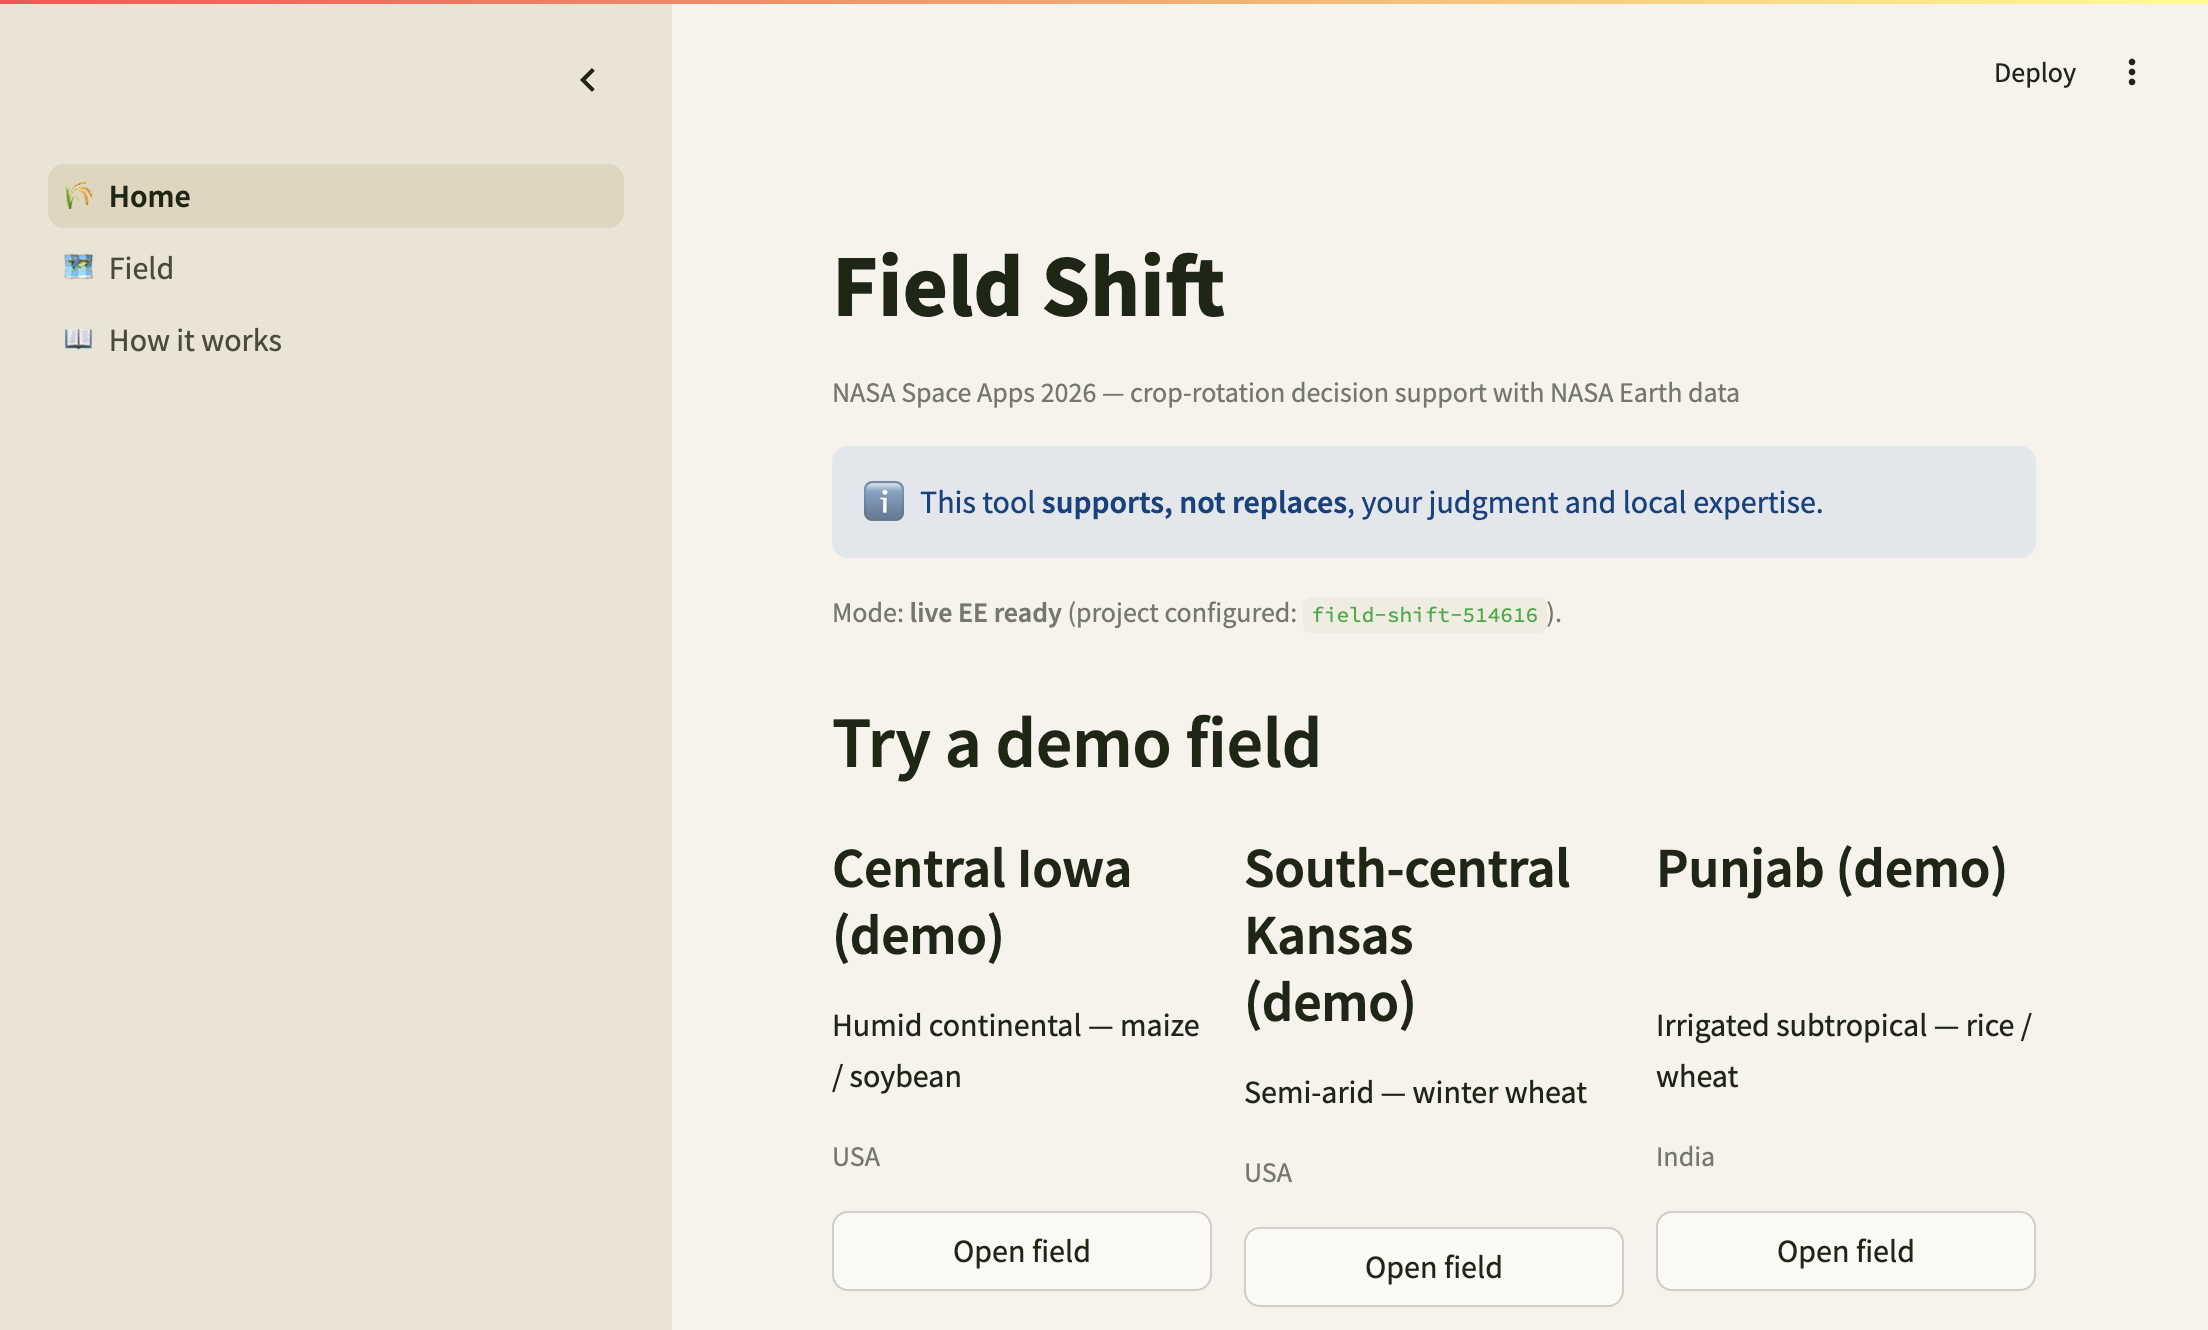 Deploy
Home
Field
How it works
Field Shift
NASA Space Apps 2026 — crop-rotation decision support with NASA Earth data
This tool supports, not replaces, your judgment and local expertise.
Mode: live EE ready (project configured: field-shift-514616).
Try a demo field
Central Iowa
(demo)
Humid continental — maize
/ soybean
USA
Open field
South-central
Kansas
(demo)
Semi-arid — winter wheat
USA
Open field
Punjab (demo)
Irrigated subtropical — rice /
wheat
India
Open field